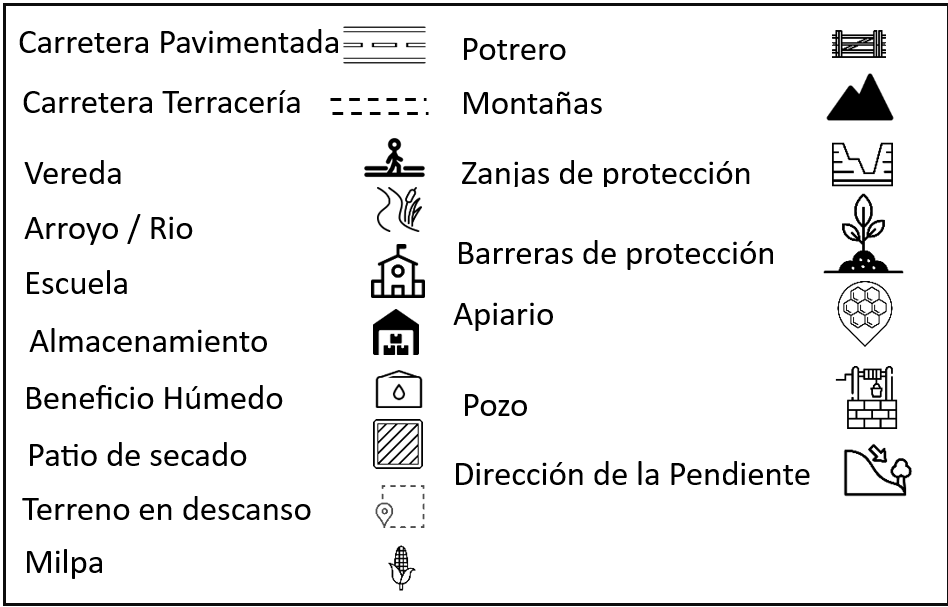 Carretera Pavimentada
Carretera Terracería
Vereda
Arroyo / Rio
Escuela
Almacenamiento
Beneficio Húmedo
Patio de secado
Terreno en descanso
Milpa
Potrero
Montañas
Zanjas de protección
Barreras de protección
Apiario
Pozo
Dirección de la Pendiente